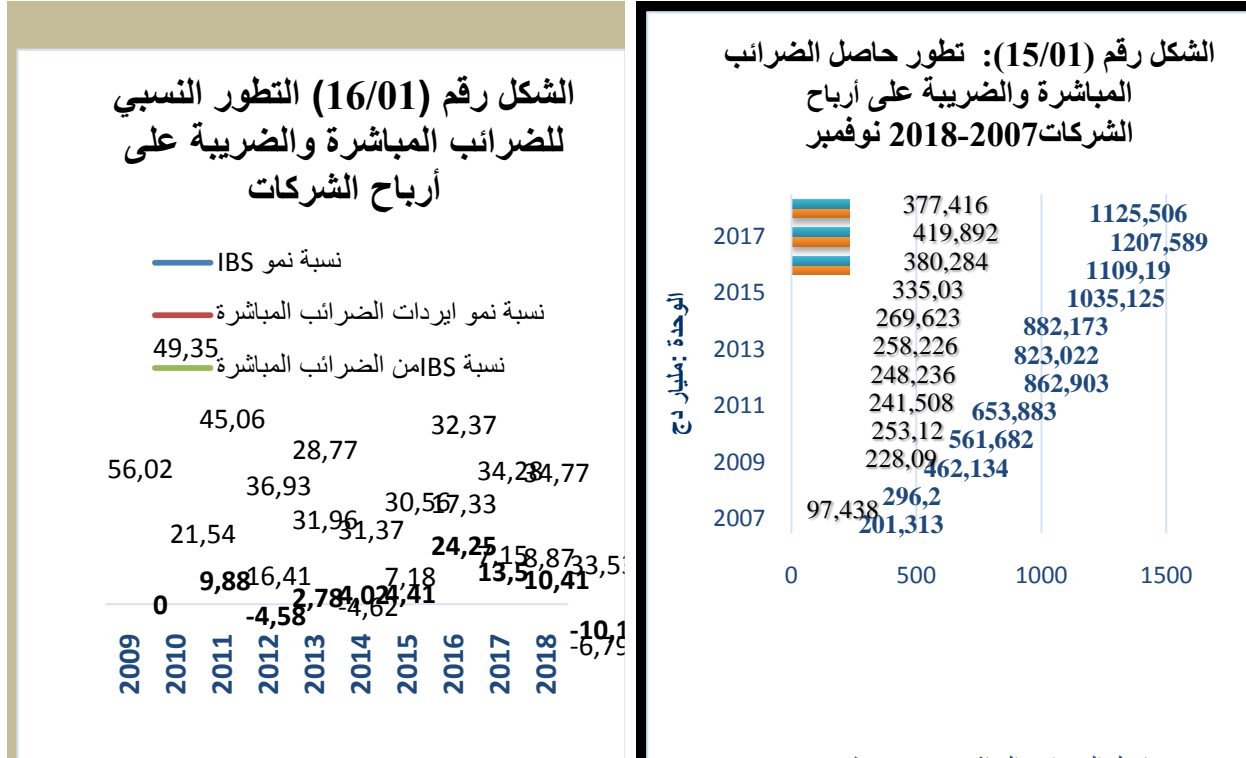 الشكل رقم (15/01): تطور حاصل الضرائب
المباشرة والضريبة على أرباح
الشركات2007-2018 نوفمبر
377,416 1125,506
2017 419,892 1207,589
380,284 1109,19
2015 335,03 1035,125
269,623 882,173
2013 258,226 823,022
248,236 862,903
2011 241,508 653,883
253,12 561,682
2009 228,09 462,134
296,2
2007 97,438 201,313
0 500 1000 1500
الوحدة :مليار دج
الشكل رقم (16/01) التطور النسبي
للضرائب المباشرة والضريبة على
أرباح الشركات
نسبة نمو IBS
نسبة نمو ايردات الضرائب المباشرة
نسبة IBSمن الضرائب المباشرة
49,35
45,06 32,37
28,77
56,02 36,93 34,28 34,77
21,54 31,96 31,37 30,56 17,33
24,25
9,88 16,41 7,18 7,15 8,87 33,53
13,5 10,41
0 -4,58 2,78 4,02 -4,62 4,41
-10,1
-6,79
2009 2010 2011 2012 2013 2014 2015 2016 2017 2018